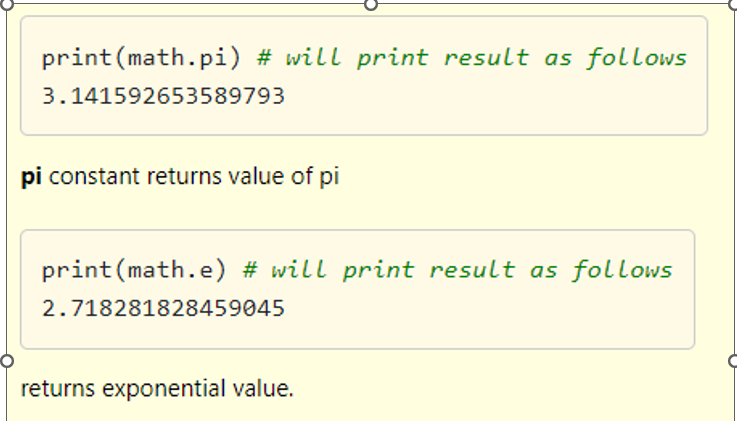 print(math.pi) # will print result as follows
3.141592653589793
pi constant returns value of pi
print(math.e) # will print result as follows
2.718281828459045
returns exponential value.